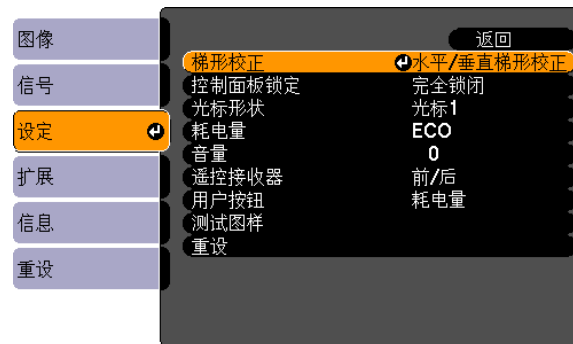 图像
信号
设定
扩展
信息
重设
返回
梯形校正 水平/垂直梯形校正
控制面板锁定 完全锁闭
光标形状 光标1
耗电量 ECO
音量 0
遥控接收器 前/后
用户按钮 耗电量
测试图样
重设